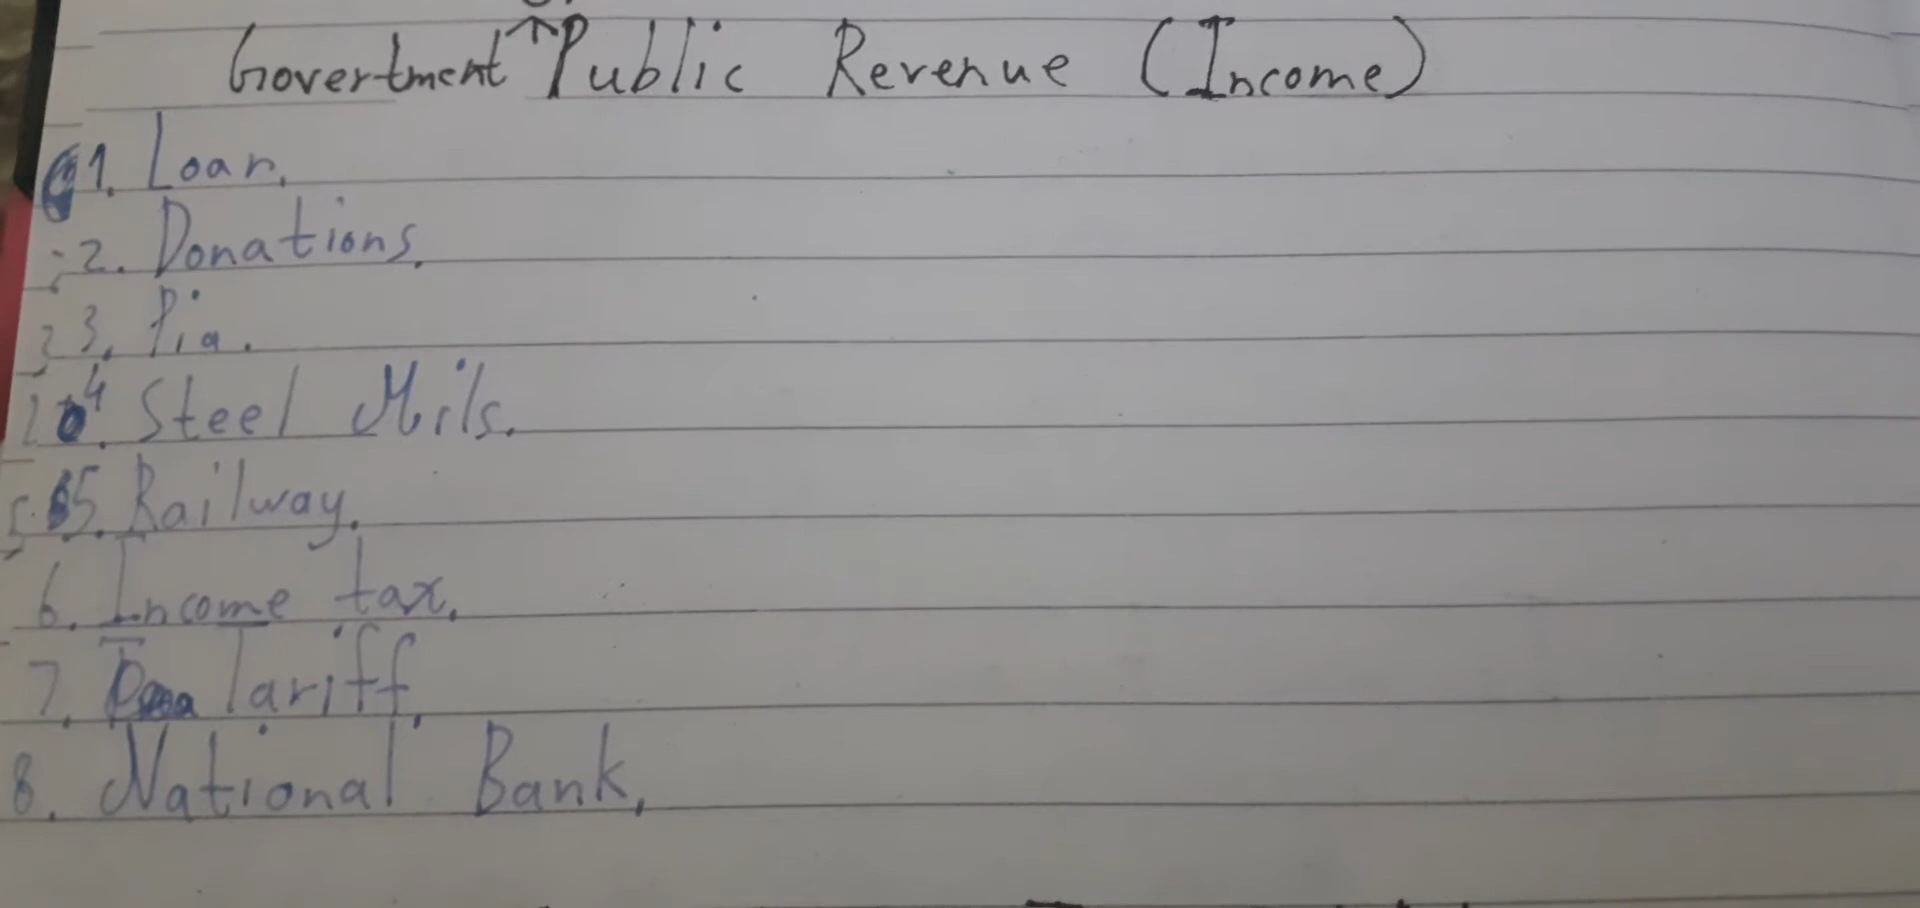 Govertment Public Revenue (Income)
1. Loan.
2. Donations.
3. Pia.
4. Steel Mils.
5. Railway.
6. Income tax.
7. Tariff.
8. National Bank.